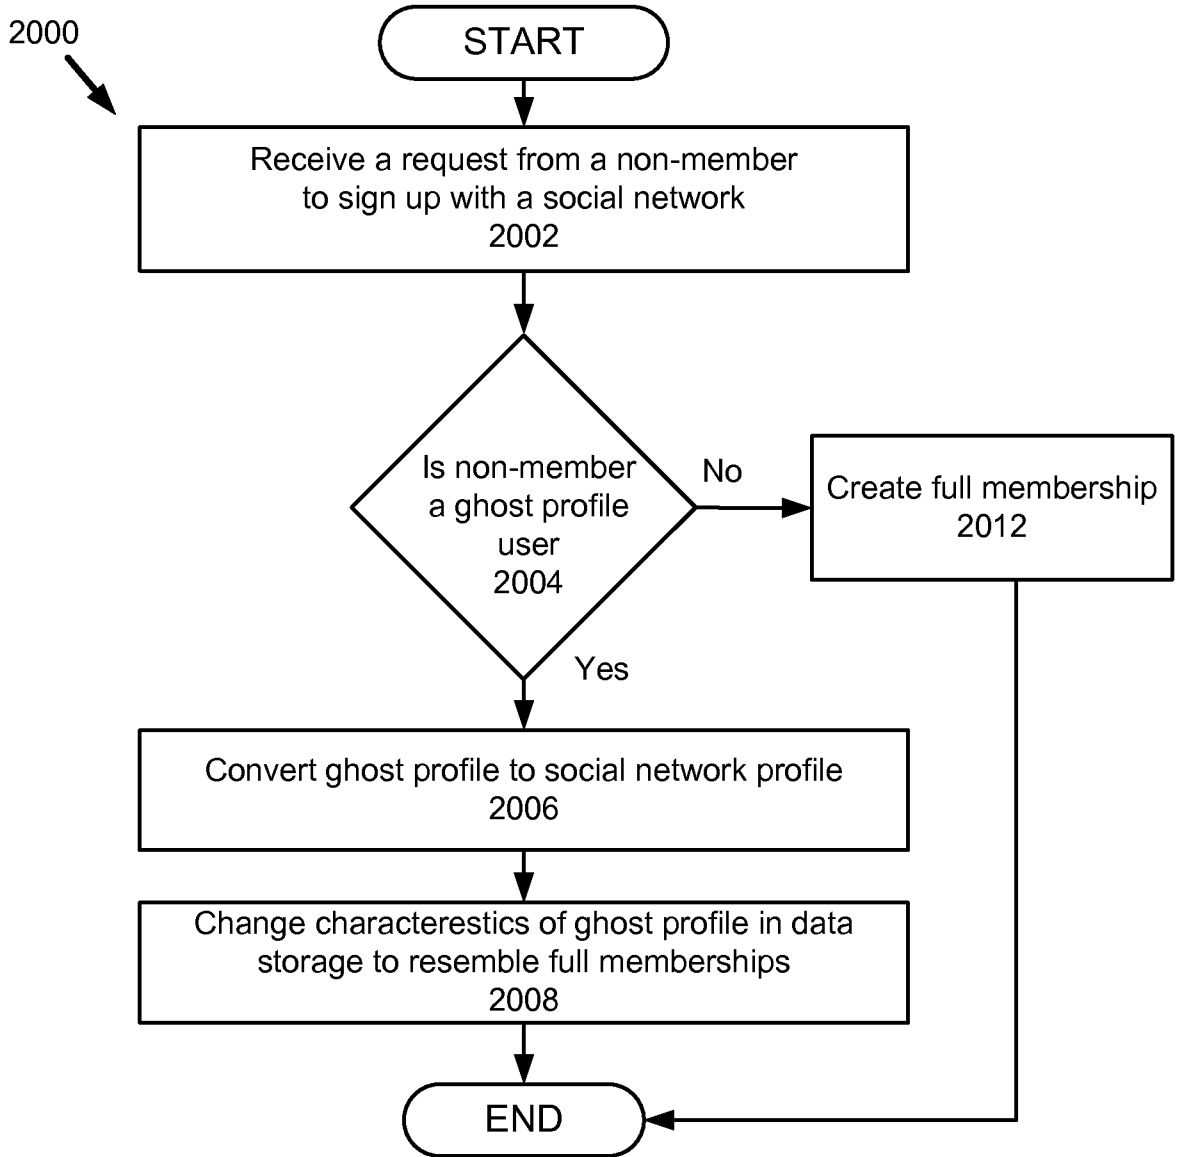 2000
START
Receive a request from a non-member
to sign up with a social network
2002
Is non-member
a ghost profile
user
2004
No
Create full membership
2012
Yes
Convert ghost profile to social network profile
2006
Change characterestics of ghost profile in data
storage to resemble full memberships
2008
END